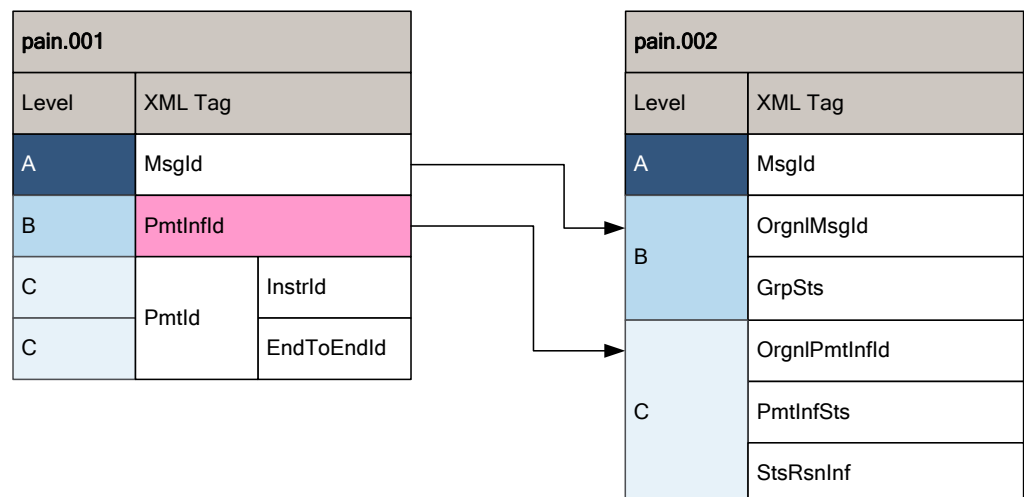 pain.001
Level
XML Tag
A
MsgId
B
PmtInfId
C
PmtId
InstrId
C
EndToEndId
pain.002
Level
XML Tag
A
MsgId
B
OrgnlMsgId
GrpSts
C
OrgnlPmtInfId
PmtInfSts
StsRsnInf